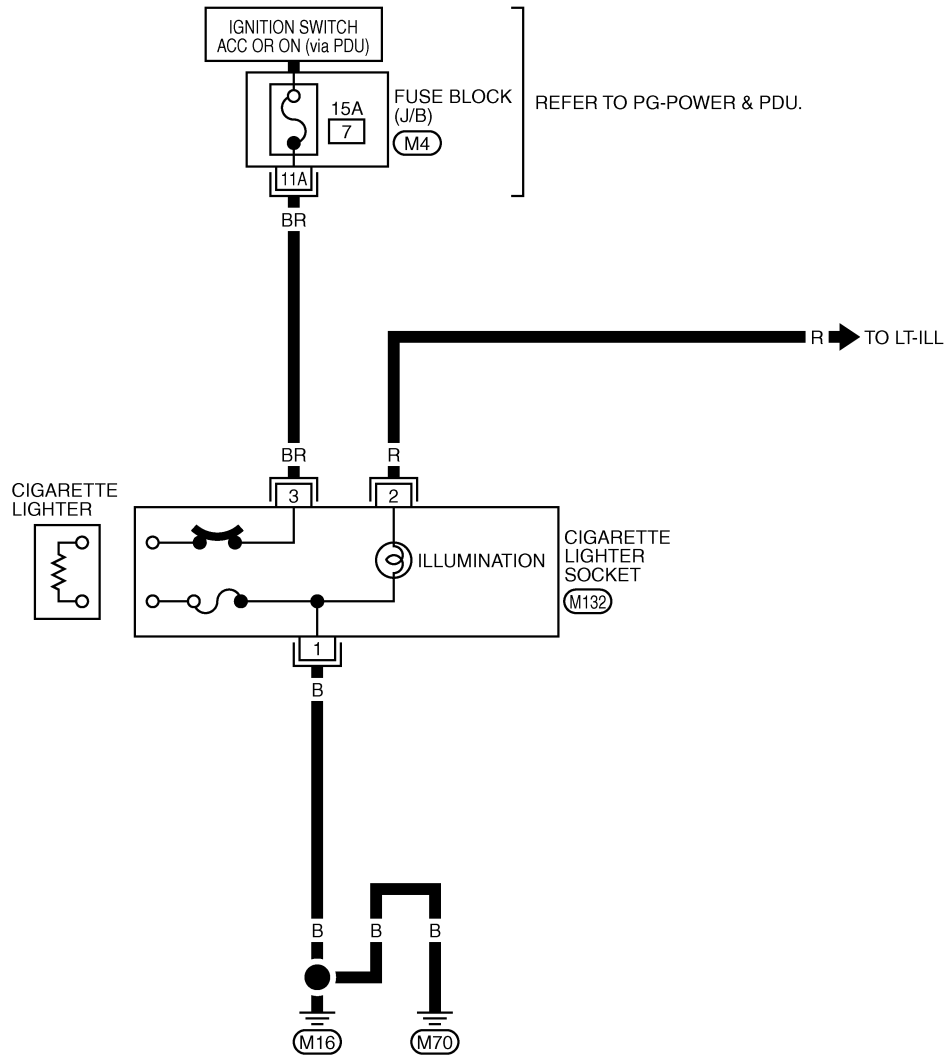 IGNITION SWITCH
ACC OR ON (via PDU)
FUSE BLOCK
(J/B)
M4
15A
7
REFER TO PG-POWER & PDU.
11A
BR
R
TO LT-ILL
BR
R
3
2
CIGARETTE
LIGHTER
ILLUMINATION
CIGARETTE
LIGHTER
SOCKET
M132
1
B
B
B
B
M16
M70